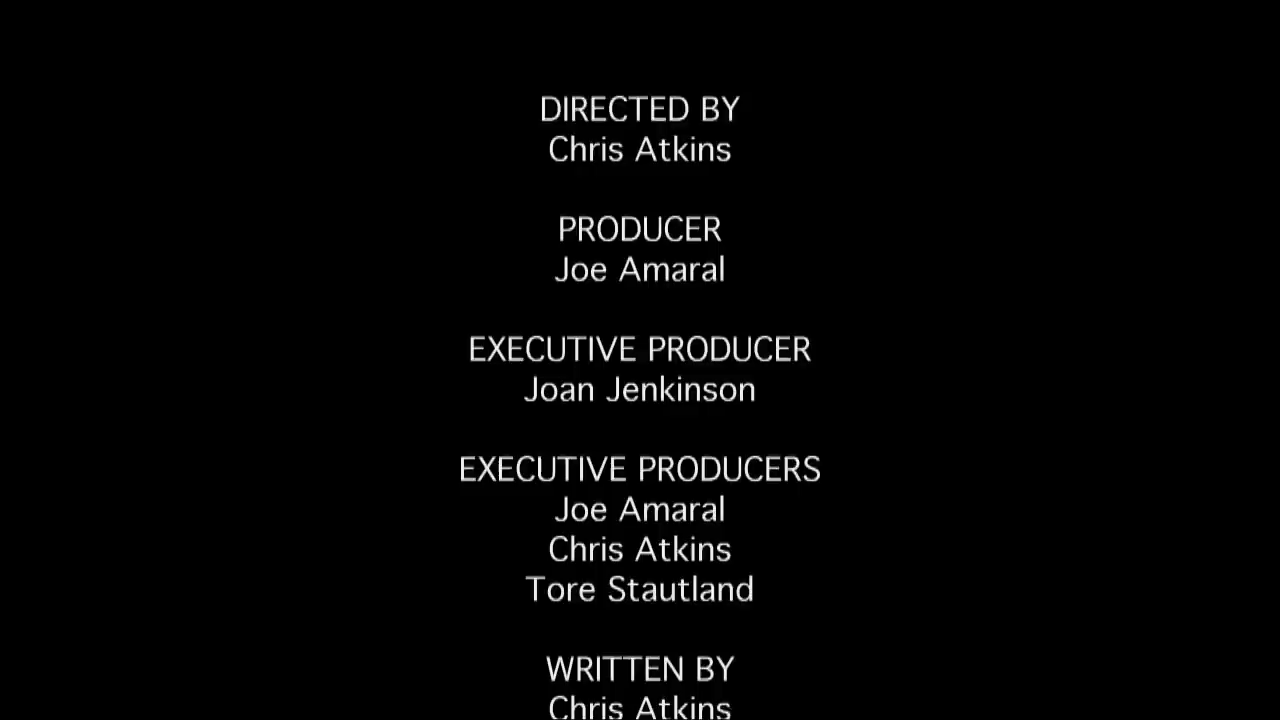 DIRECTED BY
Chris Atkins
PRODUCER
Joe Amaral
EXECUTIVE PRODUCER
Joan Jenkinson
EXECUTIVE PRODUCERS
Joe Amaral
Chris Atkins
Tore Stautland
WRITTEN BY
Chris Atkins